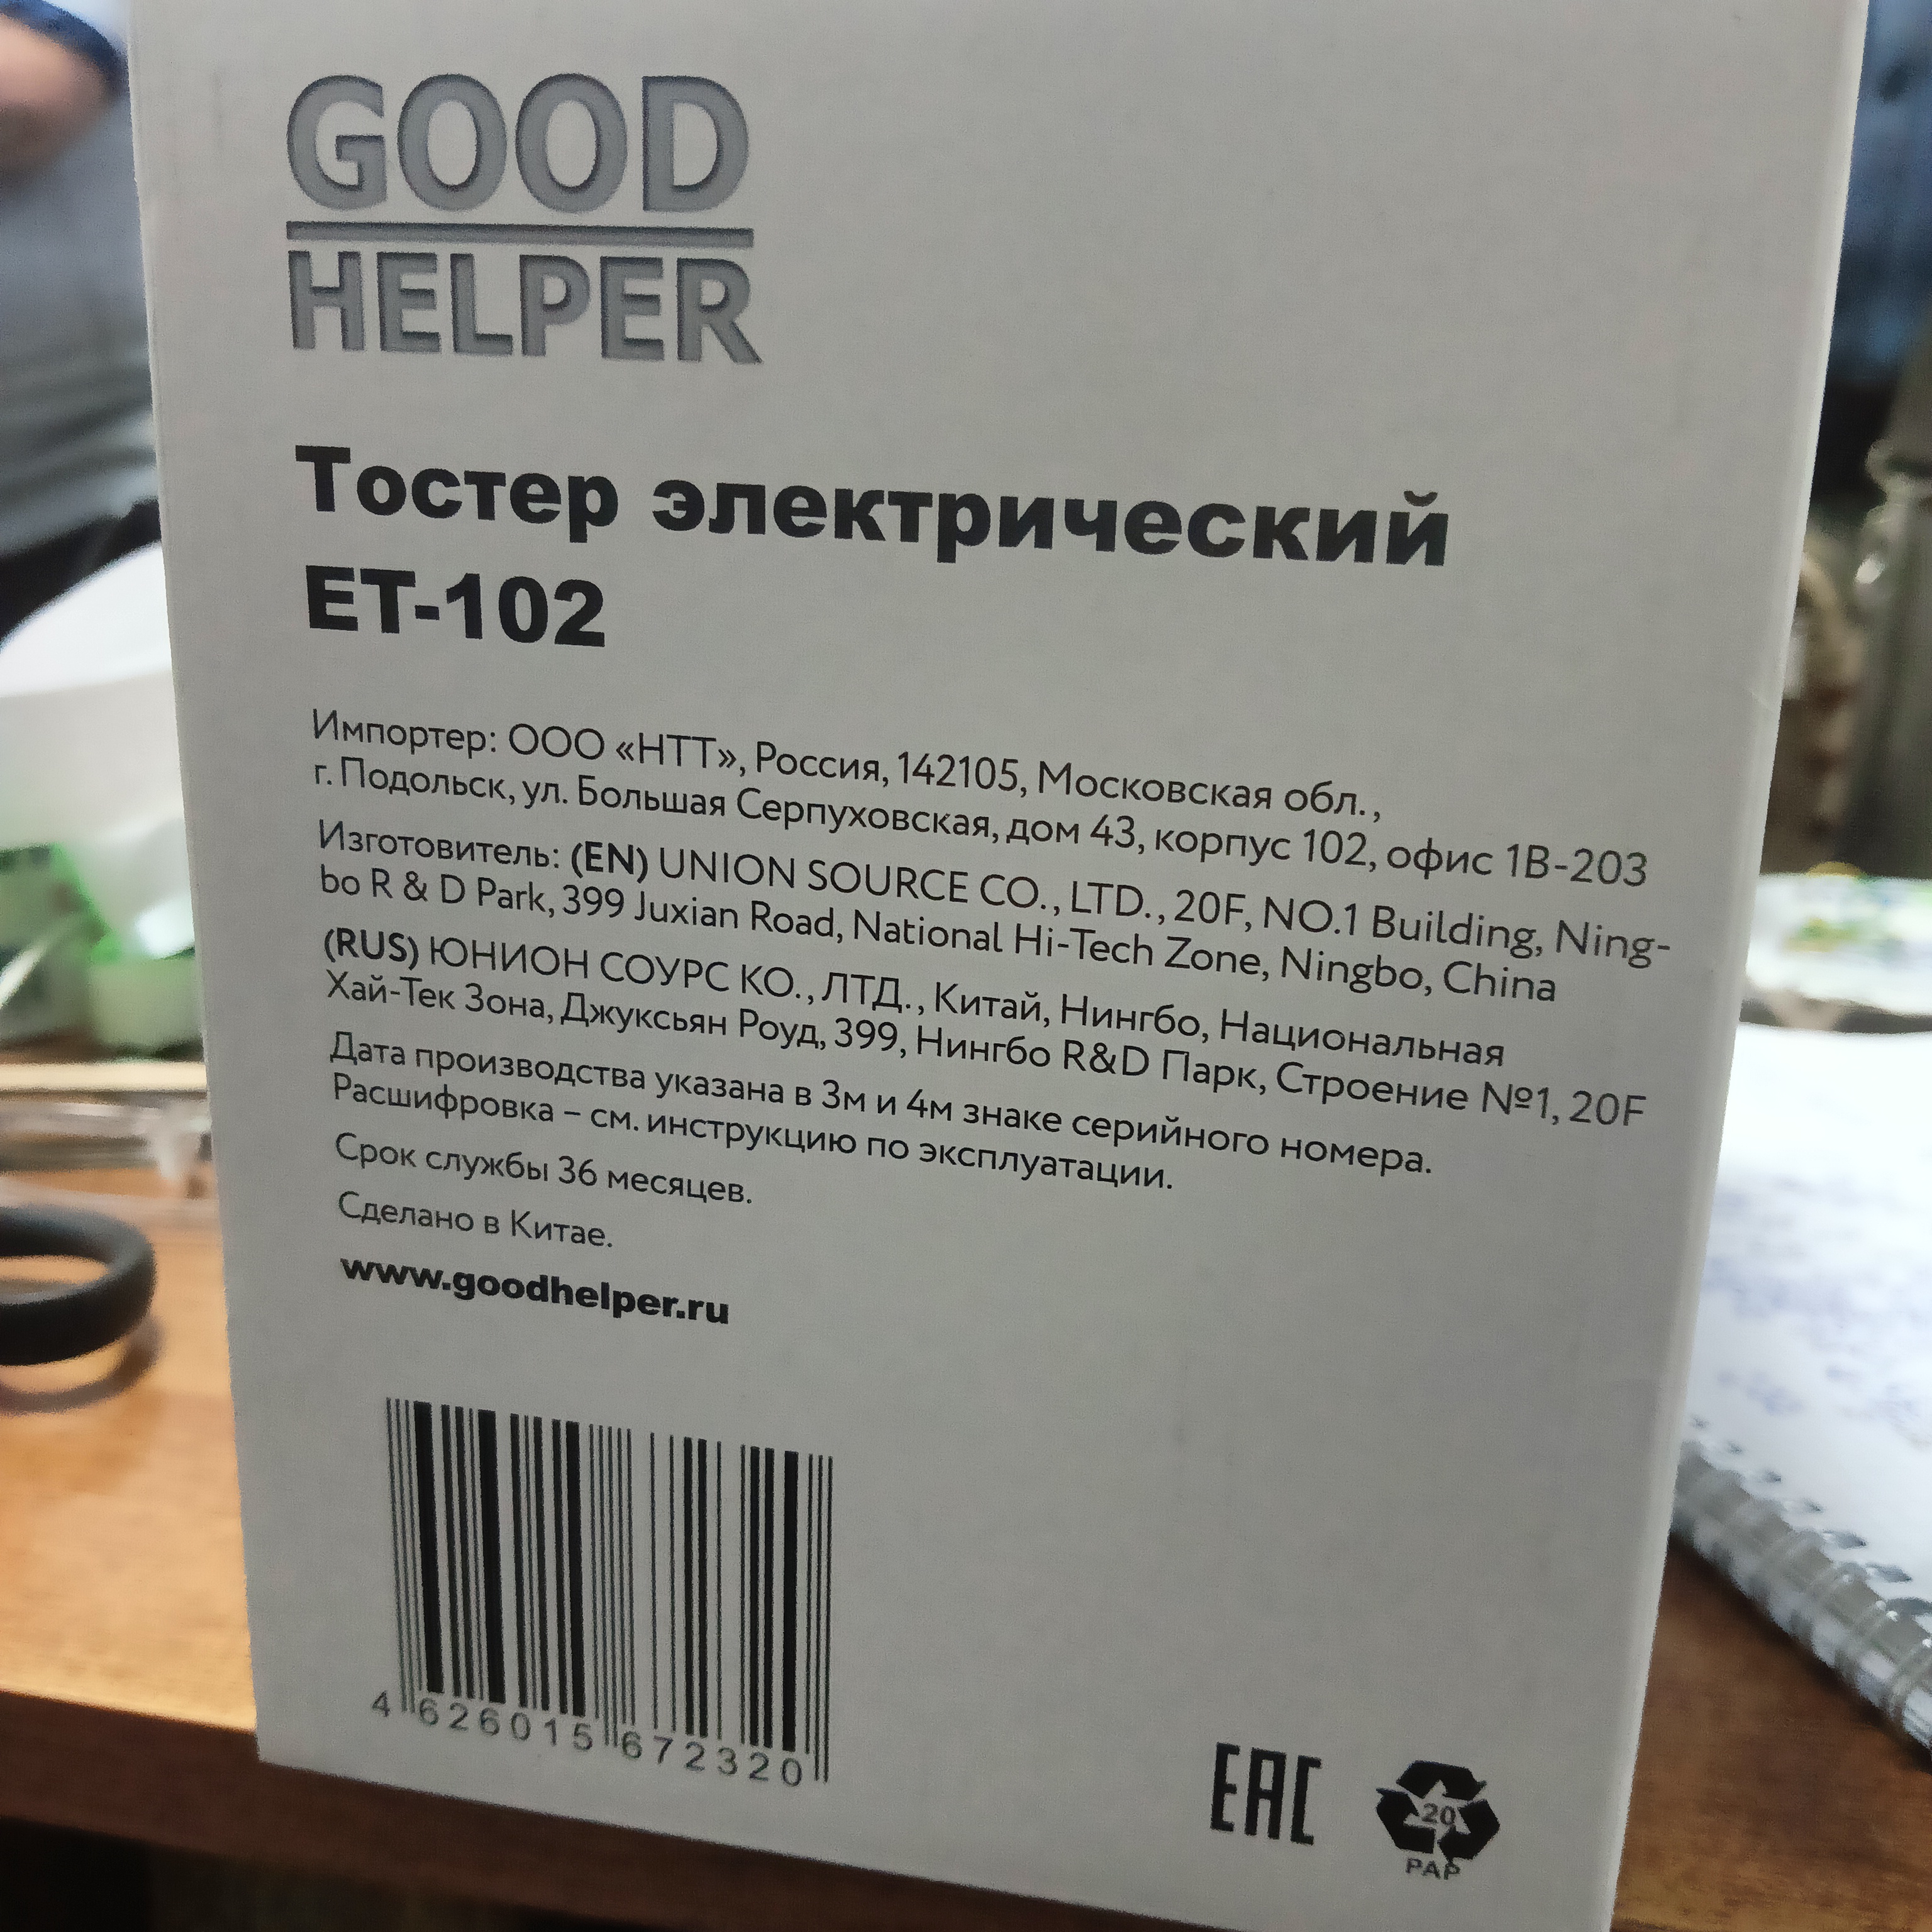 GOOD
HELPER
Тостер электрический
ET-102
Импортер: ООО «НТТ», Россия, 142105, Московская обл.,
г. Подольск, ул. Большая Серпуховская, дом 43, корпус 102, офис 1В-203
Изготовитель: (EN) UNION SOURCE CO., LTD., 20F, NO.1 Building, Ning-
bo R & D Park, 399 Juxian Road, National Hi-Tech Zone, Ningbo, China
(RUS) ЮНИОН СОУРС КО., ЛТД., Китай, Нингбо, Национальная
Хай-Тек Зона, Джуксьян Роуд, 399, Нингбо R&D Парк, Строение №1, 20F
Дата производства указана в 3м и 4м знаке серийного номера.
Расшифровка – см. инструкцию по эксплуатации.
Срок службы 36 месяцев.
Сделано в Китае.
www.goodhelper.ru
4 626015 672320
EAC
20
PAP